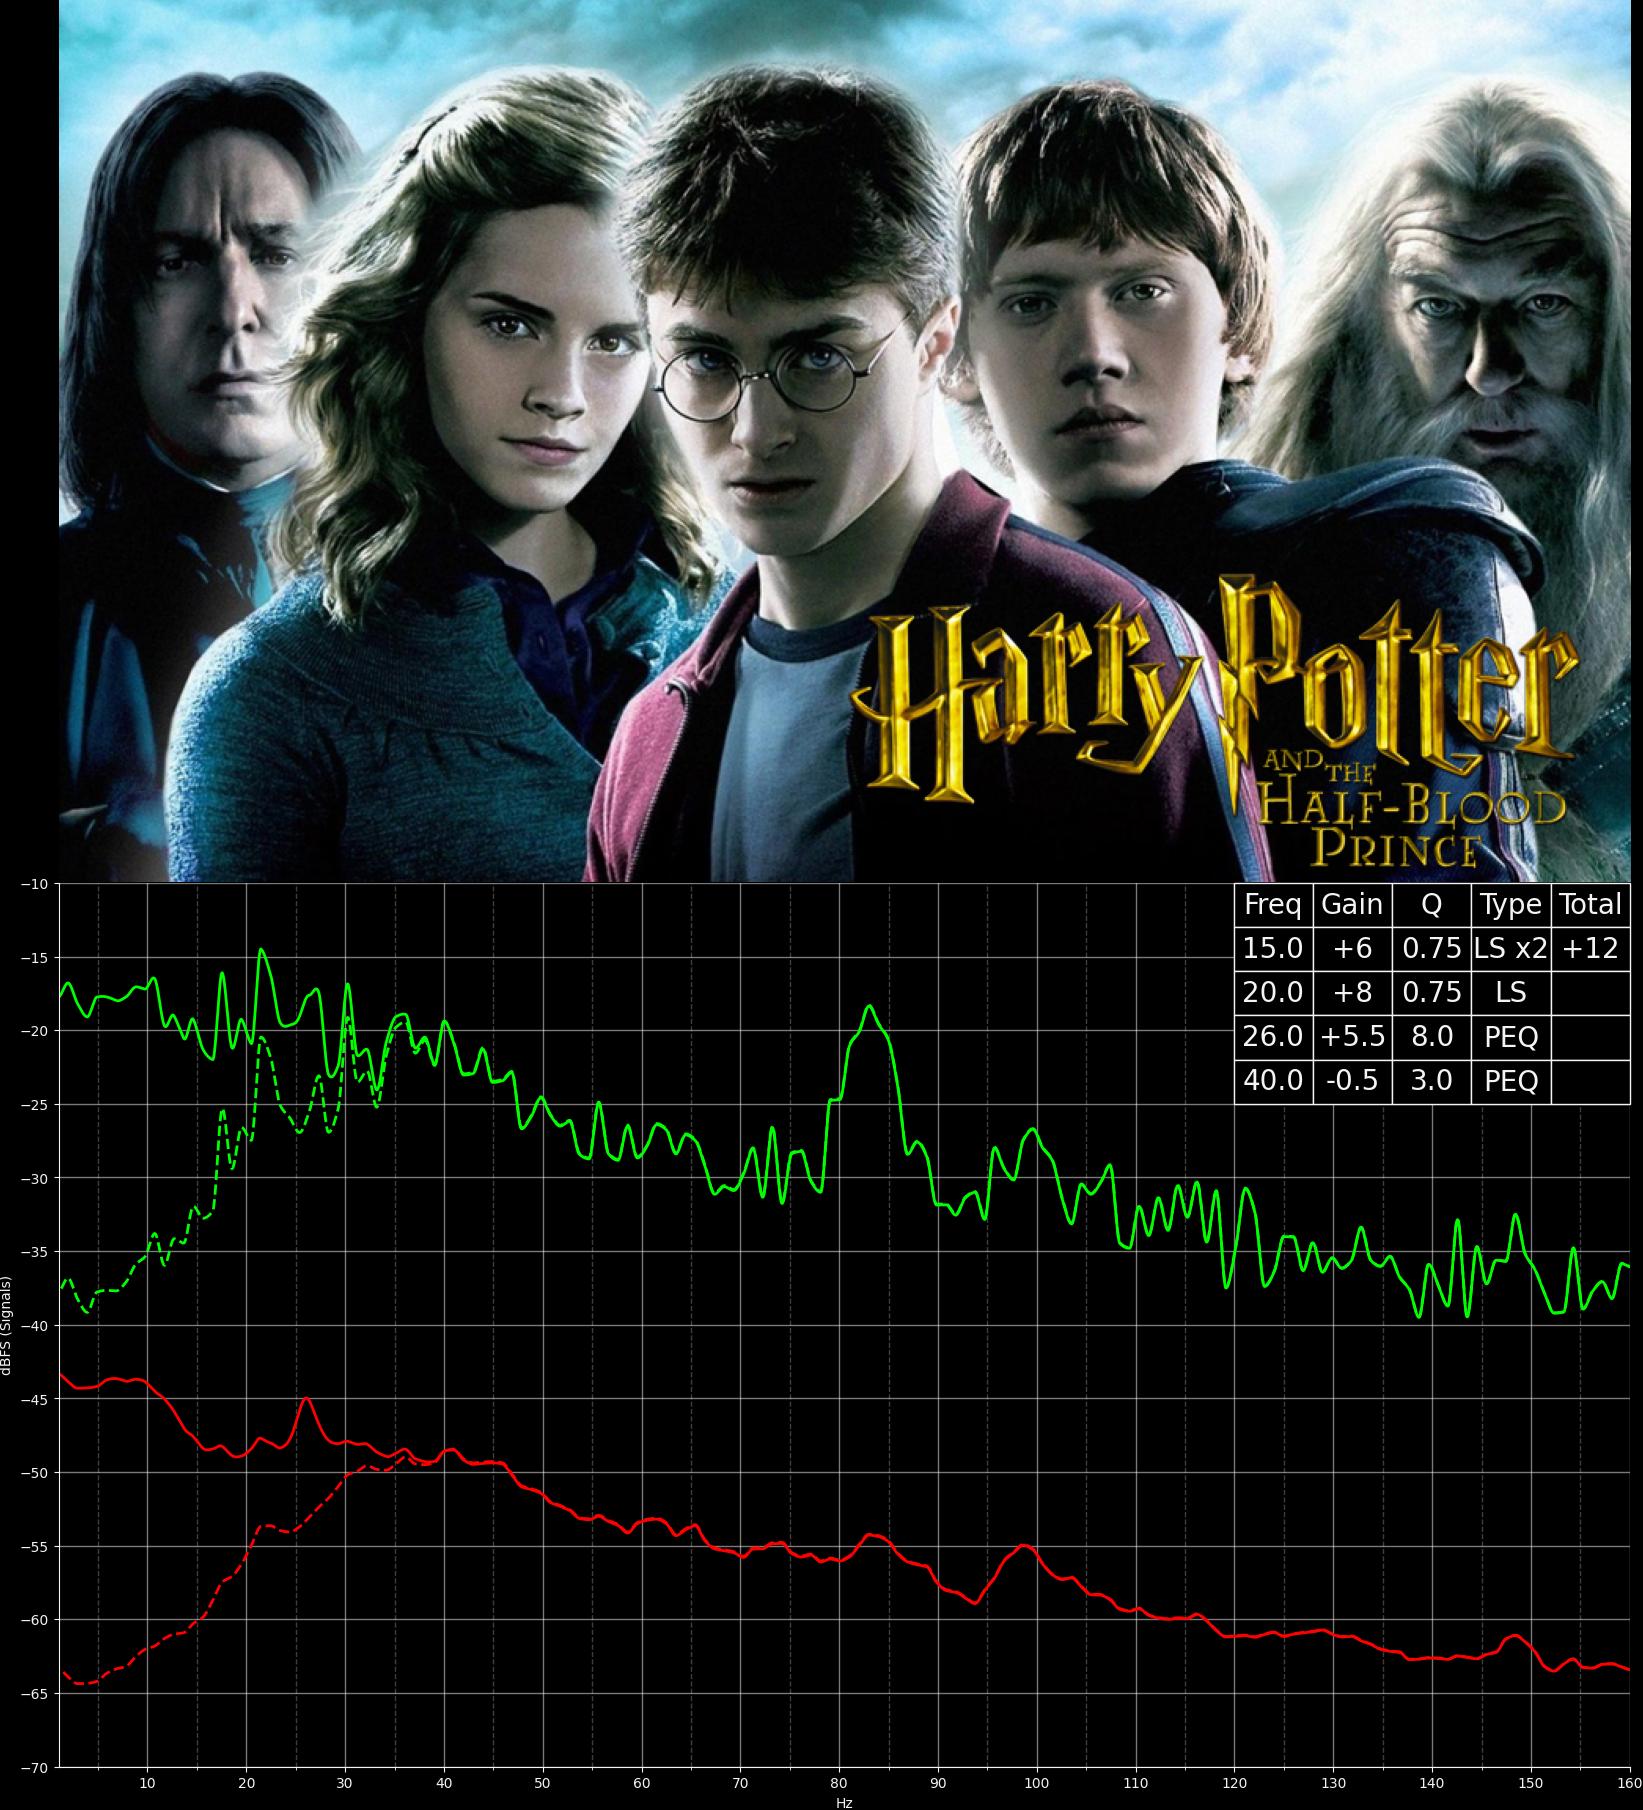 Harry Potter
AND THE
HALF-BLOOD
PRINCE
Freq Gain Q Type Total
15.0 +6 0.75 LS x2 +12
20.0 +8 0.75 LS
26.0 +5.5 8.0 PEQ
40.0 -0.5 3.0 PEQ
−10
−15
−20
−25
−30
−35
−40
−45
−50
−55
−60
−65
−70
dBFS (Signals)
10 20 30 40 50 60 70 80 90 100 110 120 130 140 150 160
Hz